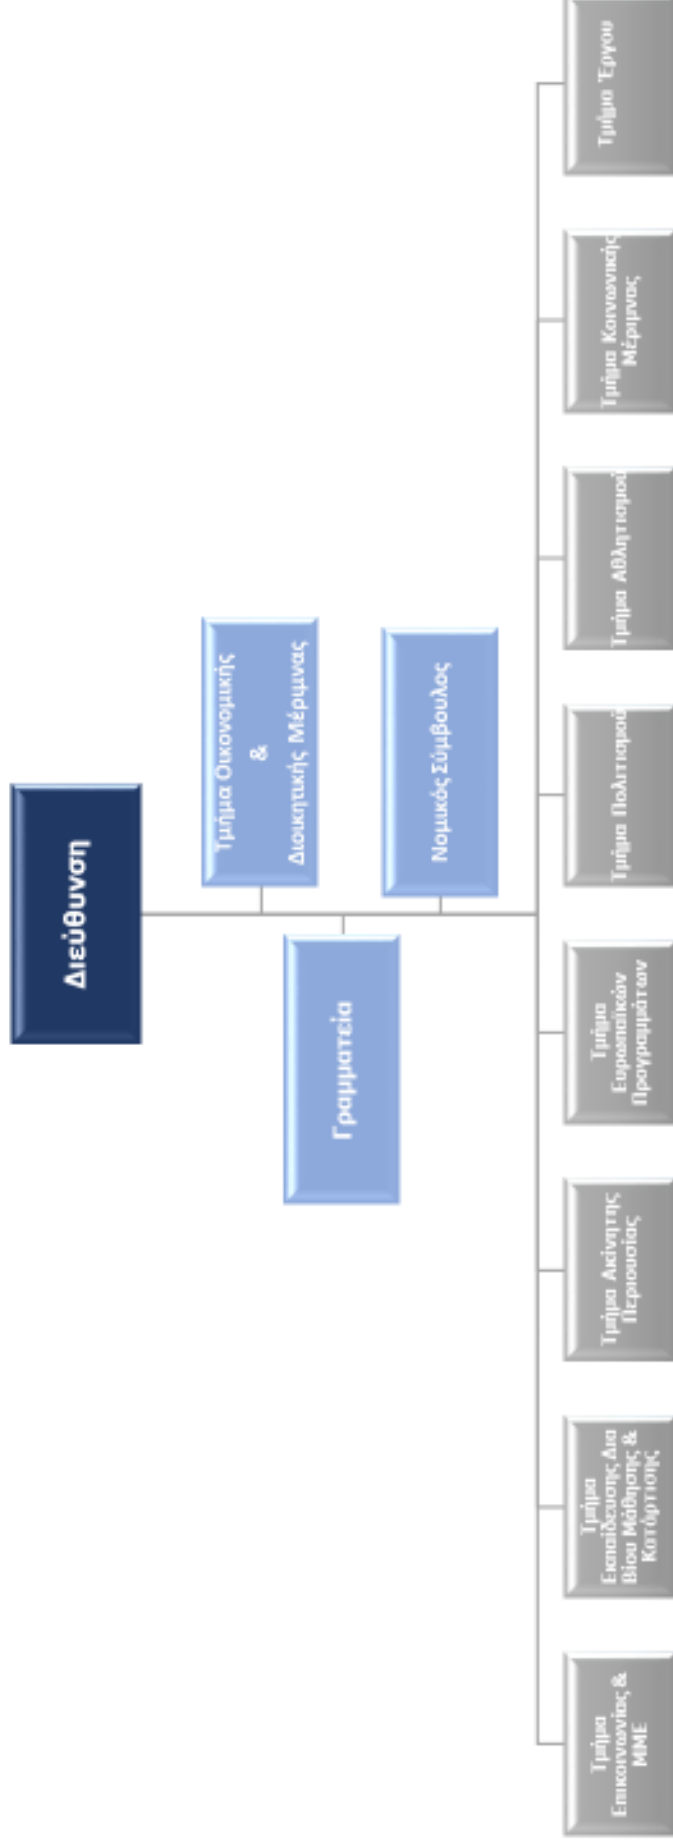 Διεύθυνση
Τμήμα Οικονομικής
&
Διοικητικής Μέριμνας
Γραμματεία
Νομικός Σύμβουλος
Τμήμα
Επικοινωνίας &
ΜΜΕ
Τμήμα
Εκπαίδευσης Δια
Βίου Μάθησης &
Κατάρτισης
Τμήμα Ακίνητης
Περιουσίας
Τμήμα
Ευρωπαϊκών
Προγραμμάτων
Τμήμα Πολιτισμού
Τμήμα Αθλητισμού
Τμήμα Κοινωνικής
Μέριμνας
Τμήμα Έργου